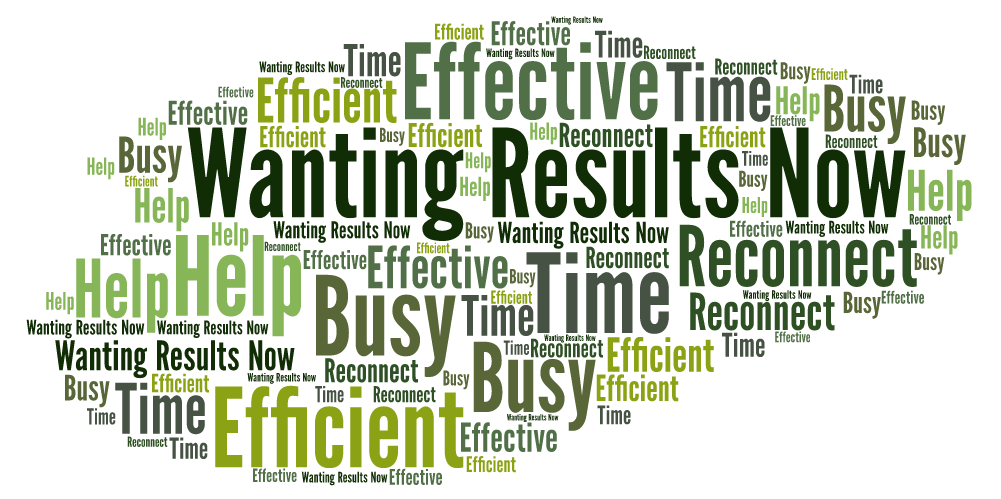 Wanting Results Now
Efficient Effective Time Reconnect
Wanting Results Now Time Effective Wanting Results Now
Reconnect Busy Efficient Time
Effective Efficient Reconnect Time Help Busy Busy
Effective Effective
Help Busy Efficient Busy Efficient Help Reconnect Efficient Reconnect Busy
Help Efficient Wanting Results Now Help Time Busy
Help Help Help Help
Effective Help Wanting Results Now Busy Wanting Results Now Effective Wanting Results Now Reconnect Help
Reconnect Efficient
Help Help Help Effective Effective Busy Time Reconnect Reconnect Busy
Wanting Results Now Wanting Results Now Busy Time Efficient Reconnect Wanting Results Now Busy Effective
Wanting Results Now Time Reconnect Wanting Results Now Efficient Time Effective
Busy Efficient Wanting Results Now Reconnect Busy Busy Efficient
Time Time Efficient Time Reconnect Wanting Results Now Time
Reconnect Time Effective
Efficient
Effective Wanting Results Now Effective